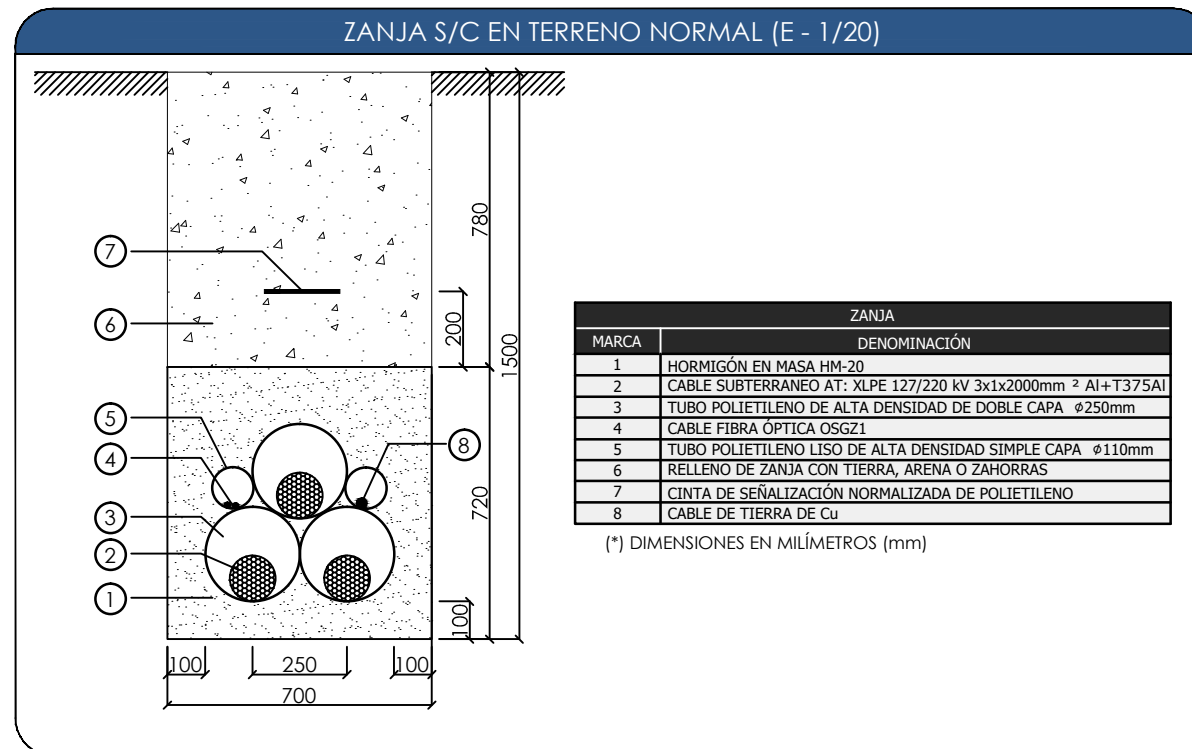 ZANJA S/C EN TERRENO NORMAL (E - 1/20)
7
6
5
4
3
2
1
8
780
200
1500
720
100
100
250
100
700
ZANJA
MARCA DENOMINACIÓN
1 HORMIGÓN EN MASA HM-20
2 CABLE SUBTERRANEO AT: XLPE 127/220 kV 3x1x2000mm ² Al+T375Al
3 TUBO POLIETILENO DE ALTA DENSIDAD DE DOBLE CAPA ϕ250mm
4 CABLE FIBRA ÓPTICA OSGZ1
5 TUBO POLIETILENO LISO DE ALTA DENSIDAD SIMPLE CAPA ϕ110mm
6 RELLENO DE ZANJA CON TIERRA, ARENA O ZAHORRAS
7 CINTA DE SEÑALIZACIÓN NORMALIZADA DE POLIETILENO
8 CABLE DE TIERRA DE Cu
(*) DIMENSIONES EN MILÍMETROS (mm)